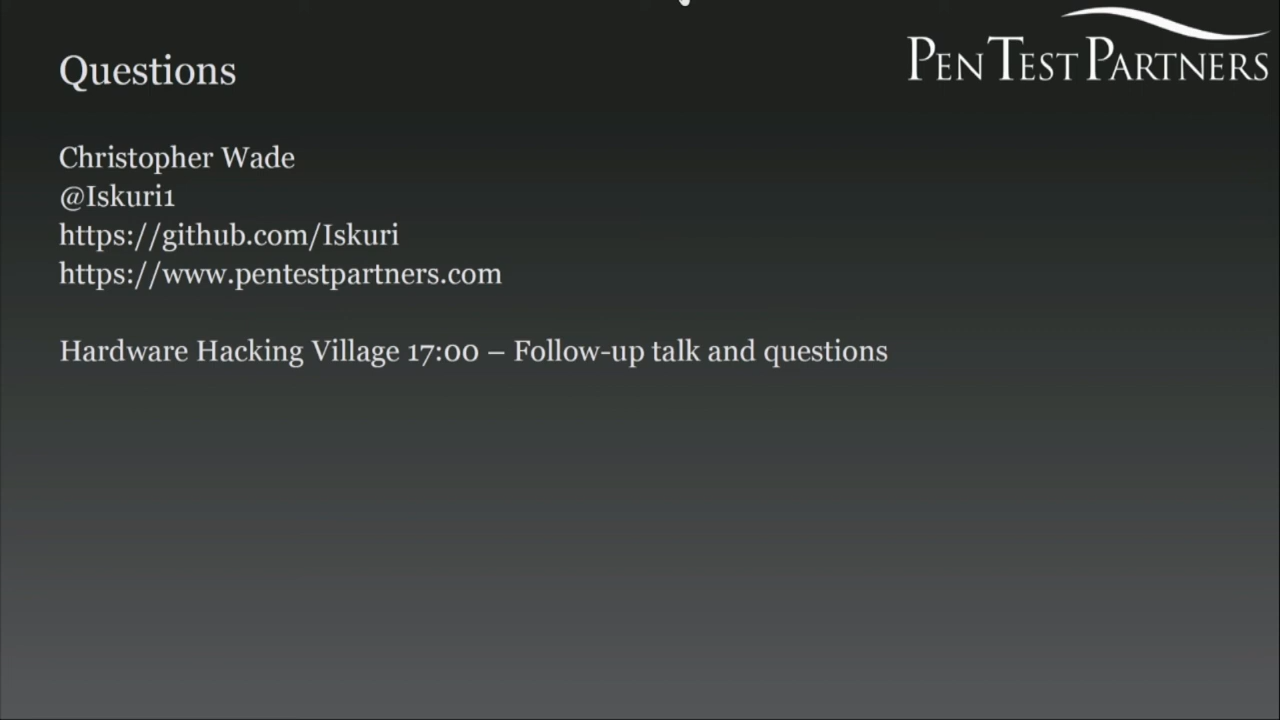 Questions
PEN TEST PARTNERS
Christopher Wade
@Iskuri1
https://github.com/Iskuri
https://www.pentestpartners.com
Hardware Hacking Village 17:00 – Follow-up talk and questions